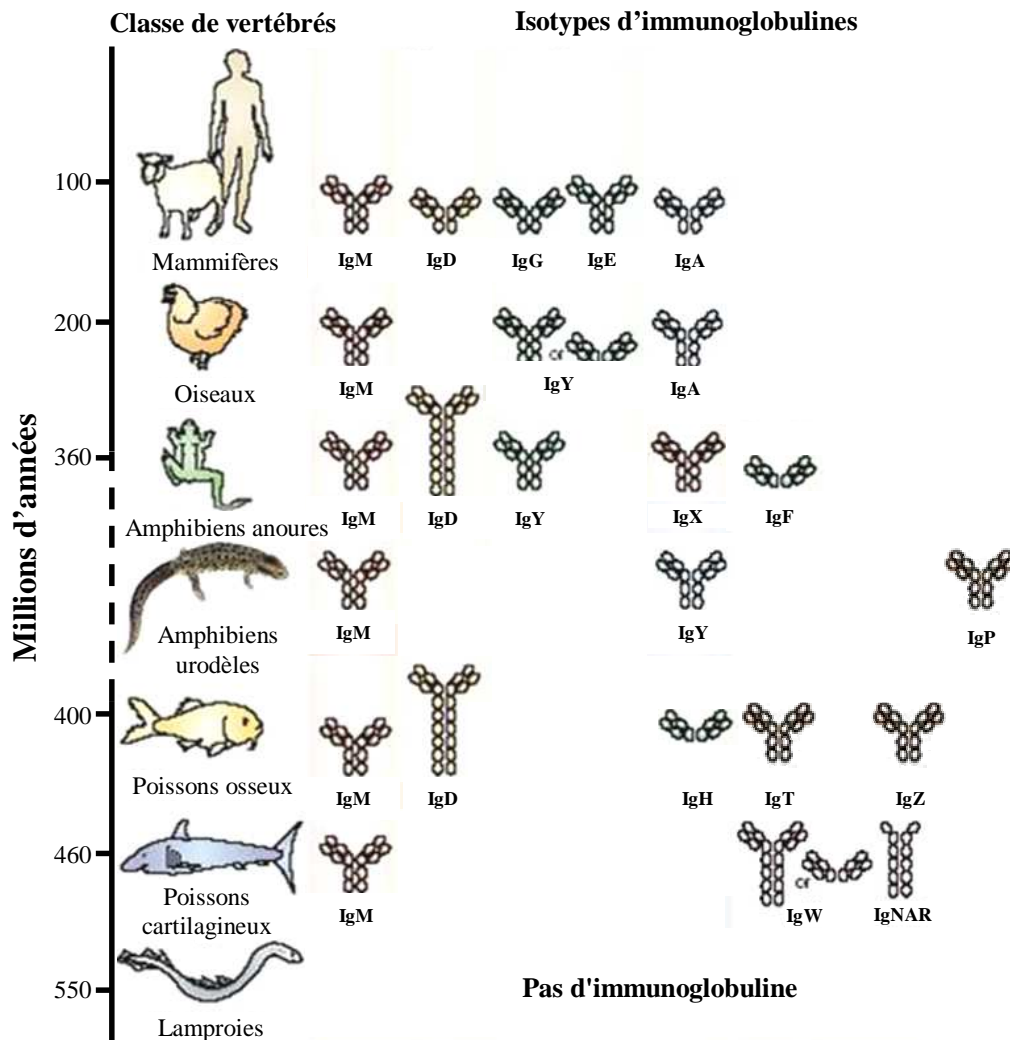 Classe de vertébrés
Isotypes d’immunoglobulines
Millions d’années
100
Mammifères
IgM
IgD
IgG
IgE
IgA
200
or
Oiseaux
IgM
IgY
IgA
360
Amphibiens anoures
IgM
IgD
IgY
IgX
IgF
Amphibiens
urodèles
IgM
IgY
IgP
400
Poissons osseux
IgM
IgD
IgH
IgT
IgZ
460
or
Poissons
cartilagineux
IgM
IgW
IgNAR
550
Pas d'immunoglobuline
Lamproies